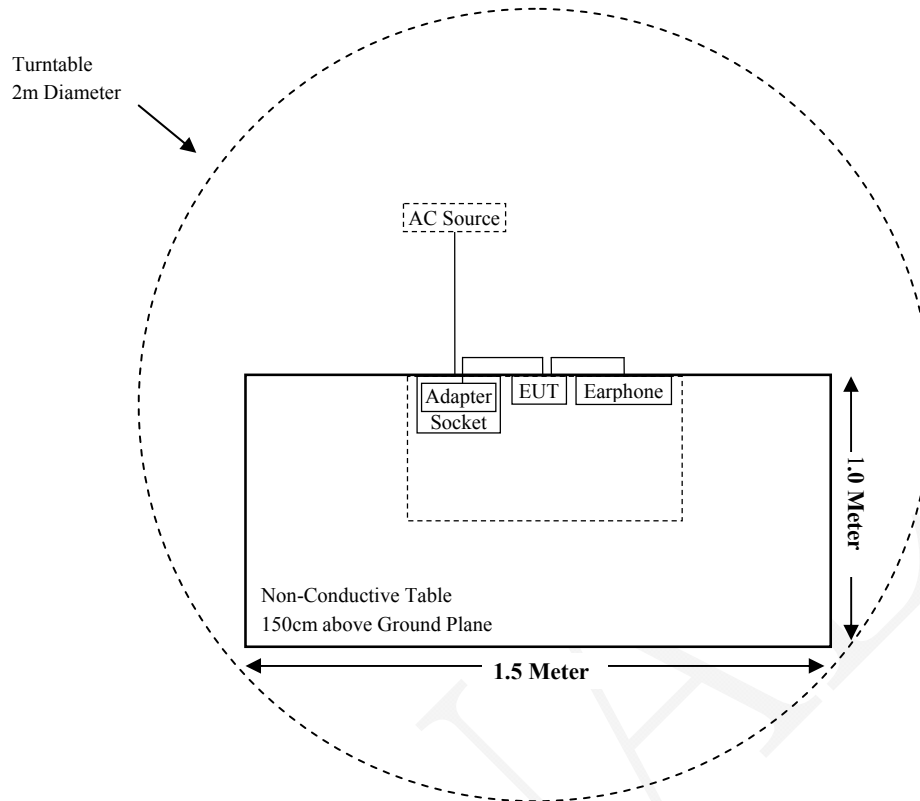 Turntable
2m Diameter
AC Source
Adapter
Socket
EUT
Earphone
1.0 Meter
Non-Conductive Table
150cm above Ground Plane
1.5 Meter